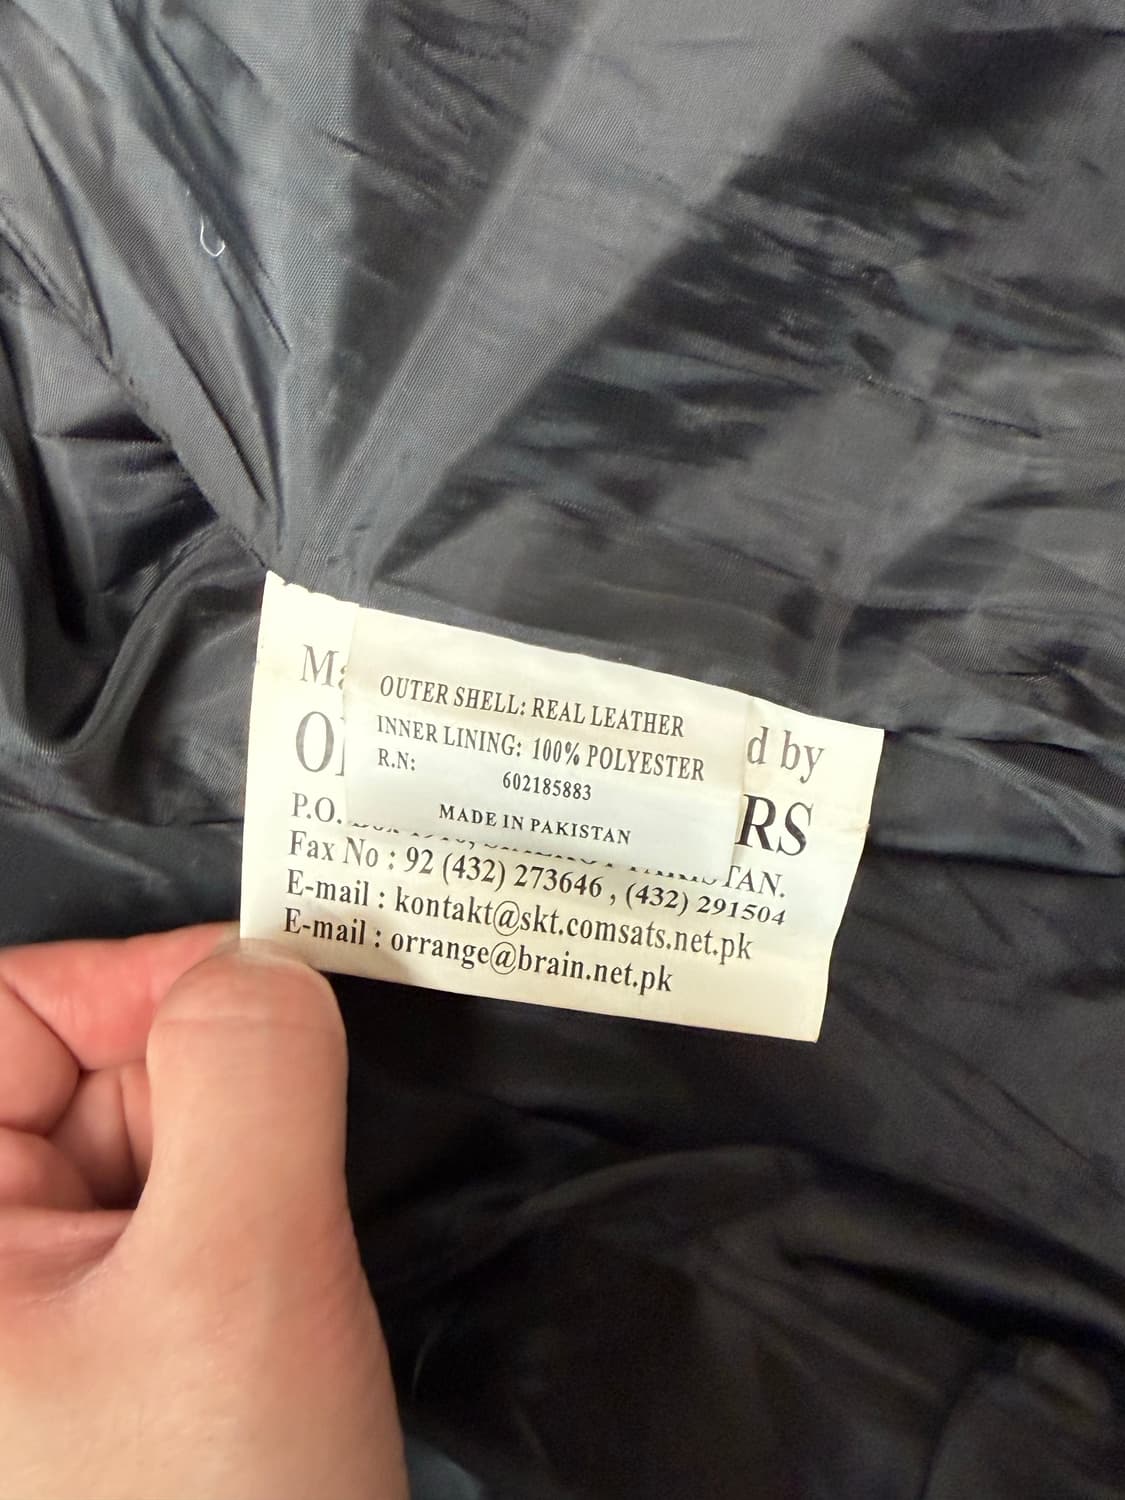 OUTER SHELL: REAL LEATHER
INNER LINING: 100% POLYESTER
R.N: 602185883
MADE IN PAKISTAN
d by
RS
P.O.
TAN.
Fax No : 92 (432) 273646 , (432) 291504
E-mail : kontakt@skt.comsats.net.pk
E-mail : orrange@brain.net.pk